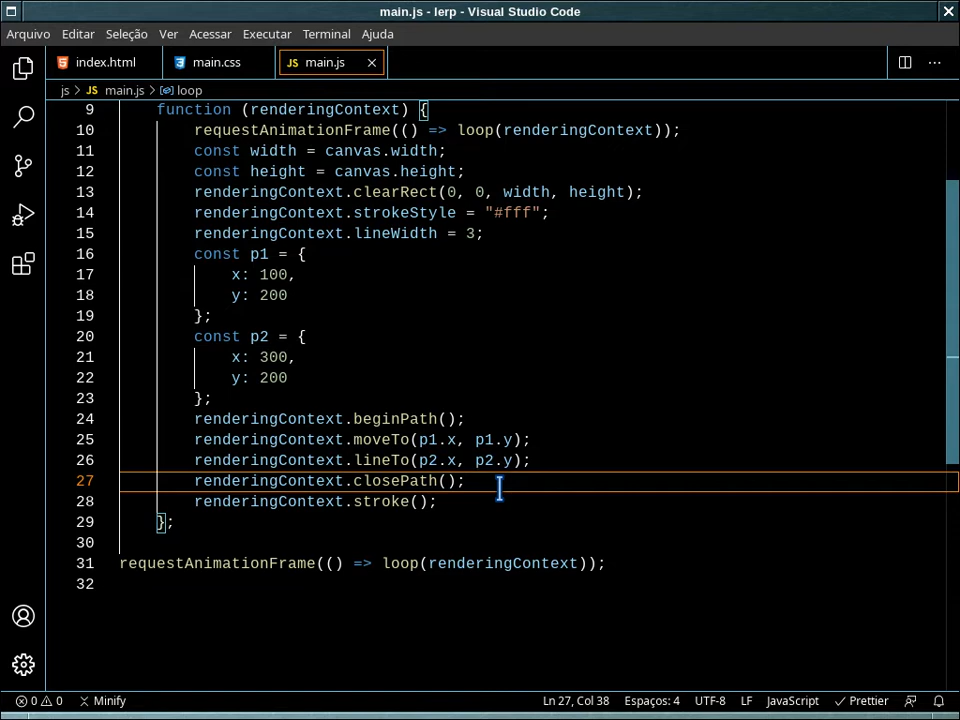 main.js - lerp - Visual Studio Code
Arquivo Editar Seleção Ver Acessar Executar Terminal Ajuda
index.html main.css JS main.js
js > JS main.js > loop
9 function (renderingContext) {
10 requestAnimationFrame(() => loop(renderingContext));
11 const width = canvas.width;
12 const height = canvas.height;
13 renderingContext.clearRect(0, 0, width, height);
14 renderingContext.strokeStyle = "#fff";
15 renderingContext.lineWidth = 3;
16 const p1 = {
17 x: 100,
18 y: 200
19 };
20 const p2 = {
21 x: 300,
22 y: 200
23 };
24 renderingContext.beginPath();
25 renderingContext.moveTo(p1.x, p1.y);
26 renderingContext.lineTo(p2.x, p2.y);
27 renderingContext.closePath();
28 renderingContext.stroke();
29 };
30
31 requestAnimationFrame(() => loop(renderingContext));
32
0 0 Minify Ln 27, Col 38 Espaços: 4 UTF-8 LF JavaScript Prettier